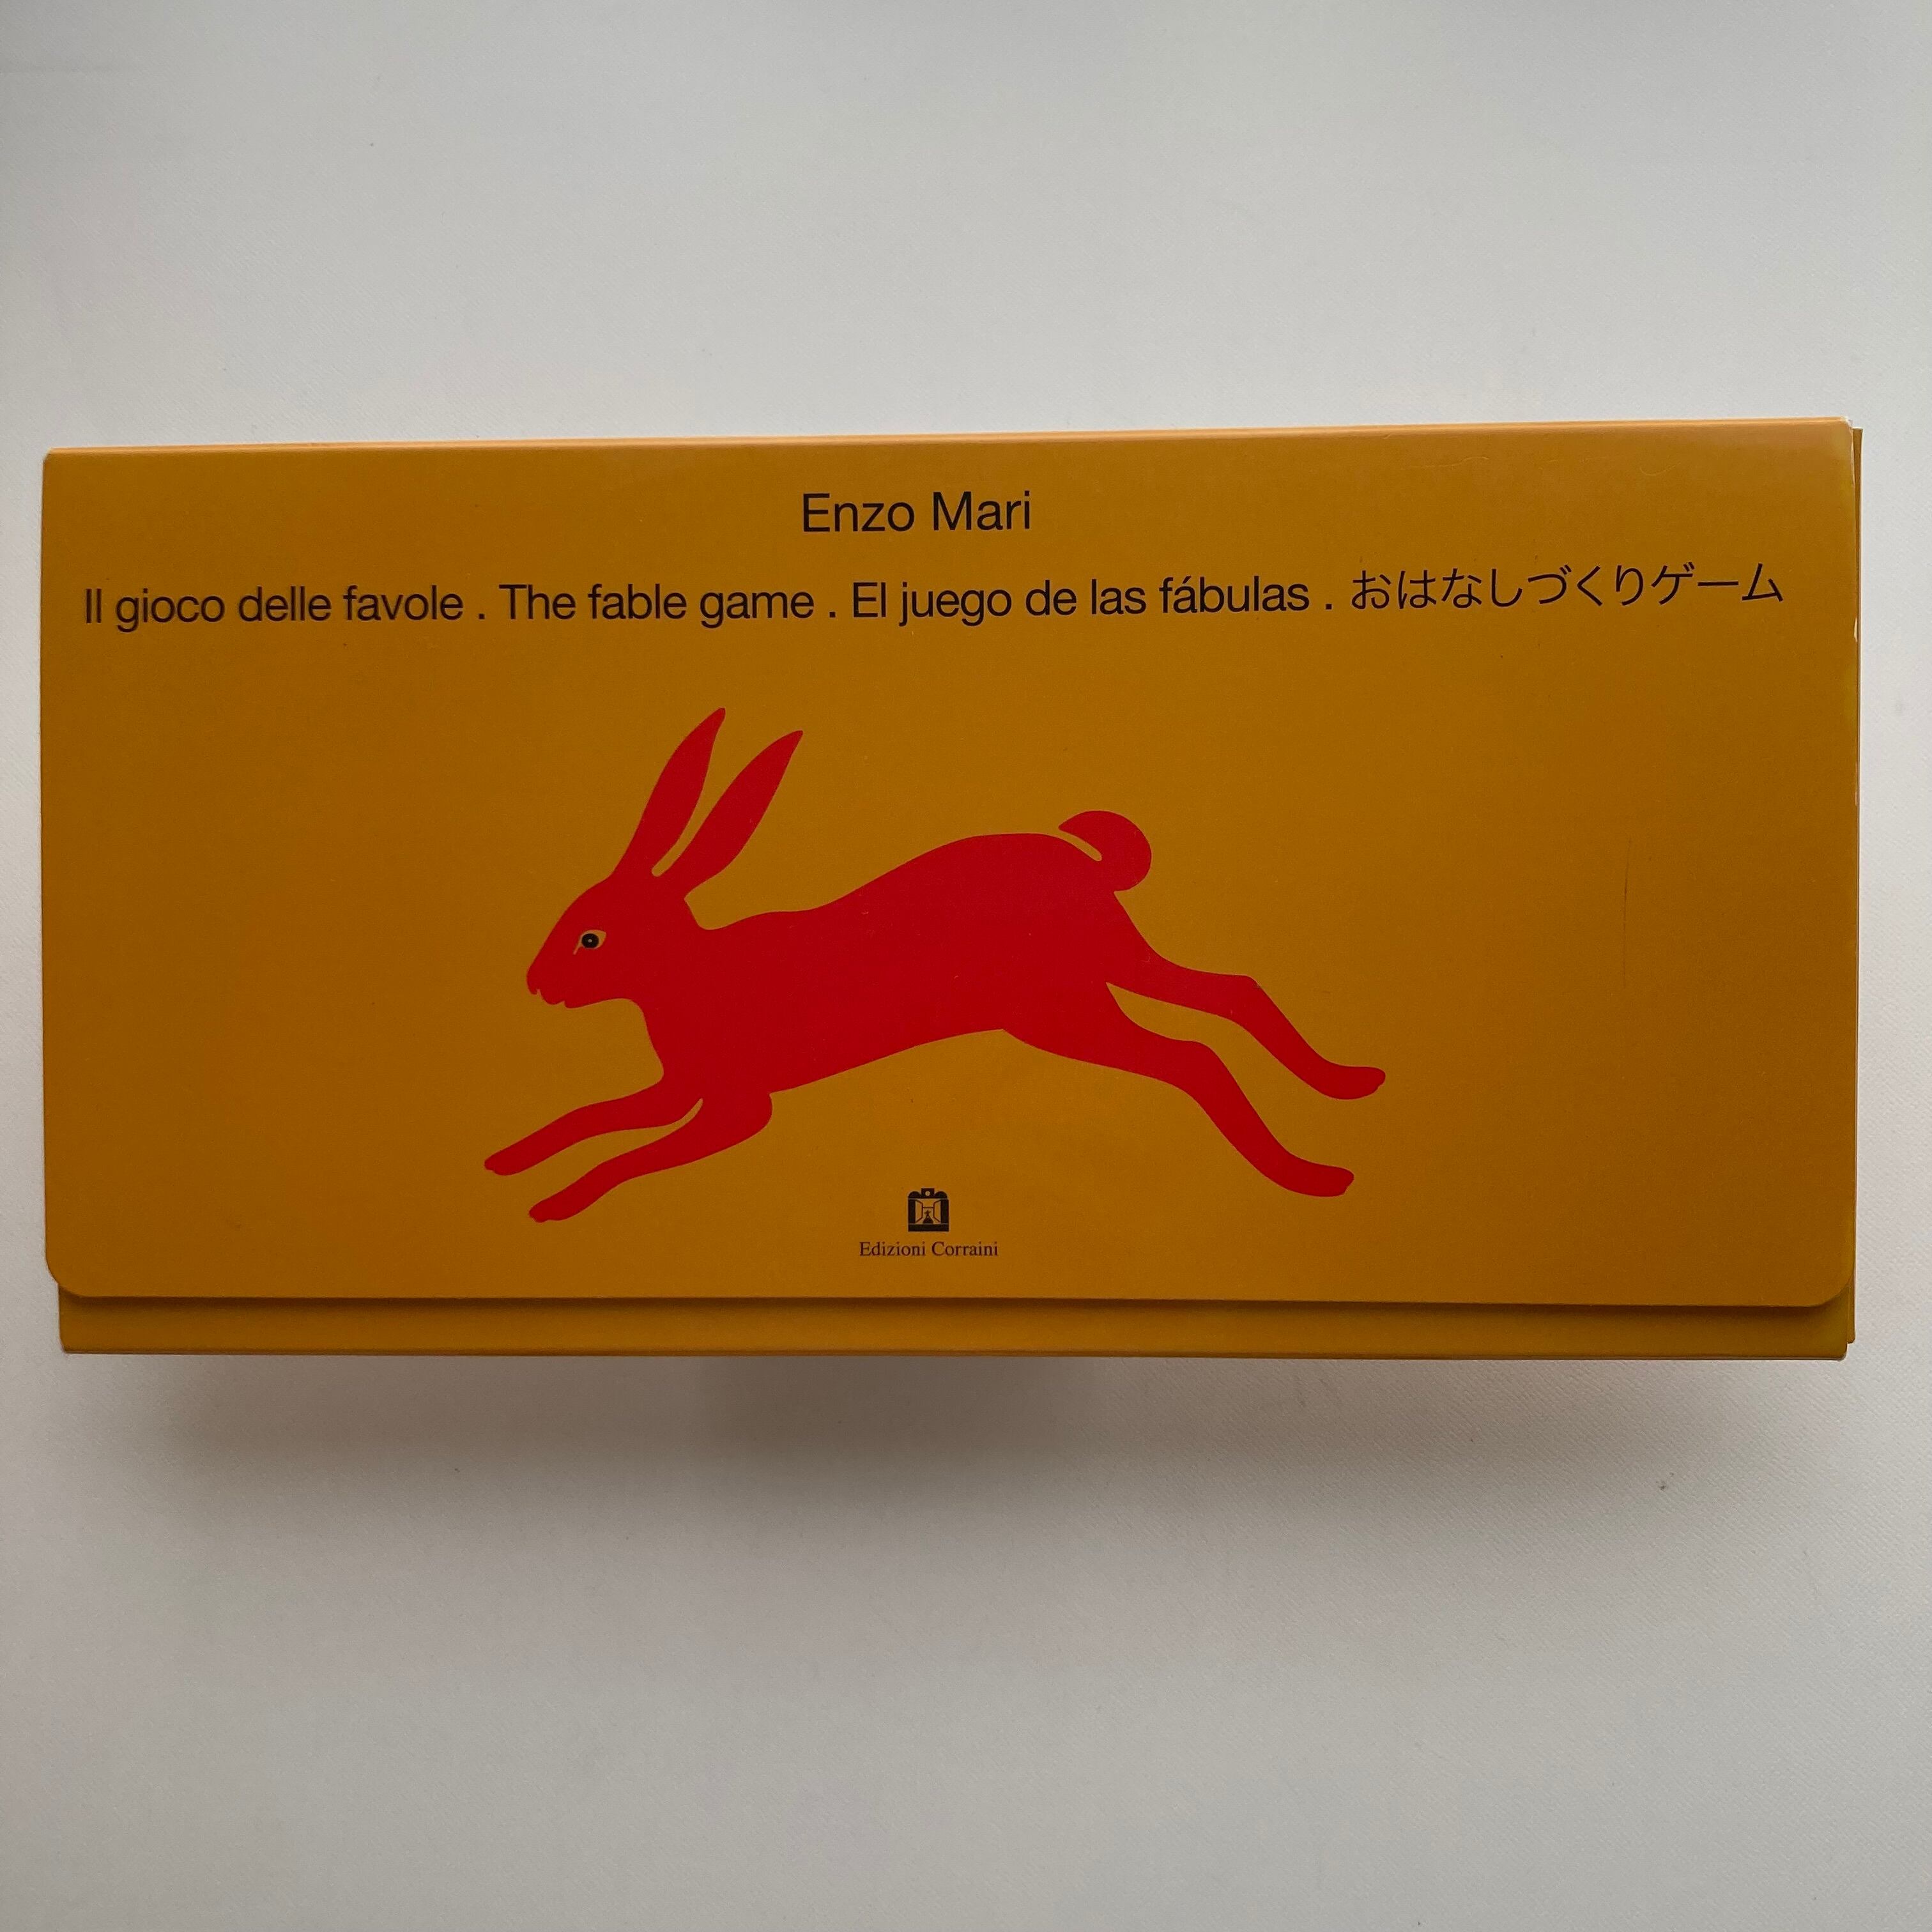 Enzo Mari
Il gioco delle favole . The fable game . El juego de las fábulas . おはなしづくりゲーム
Edizioni Corraini